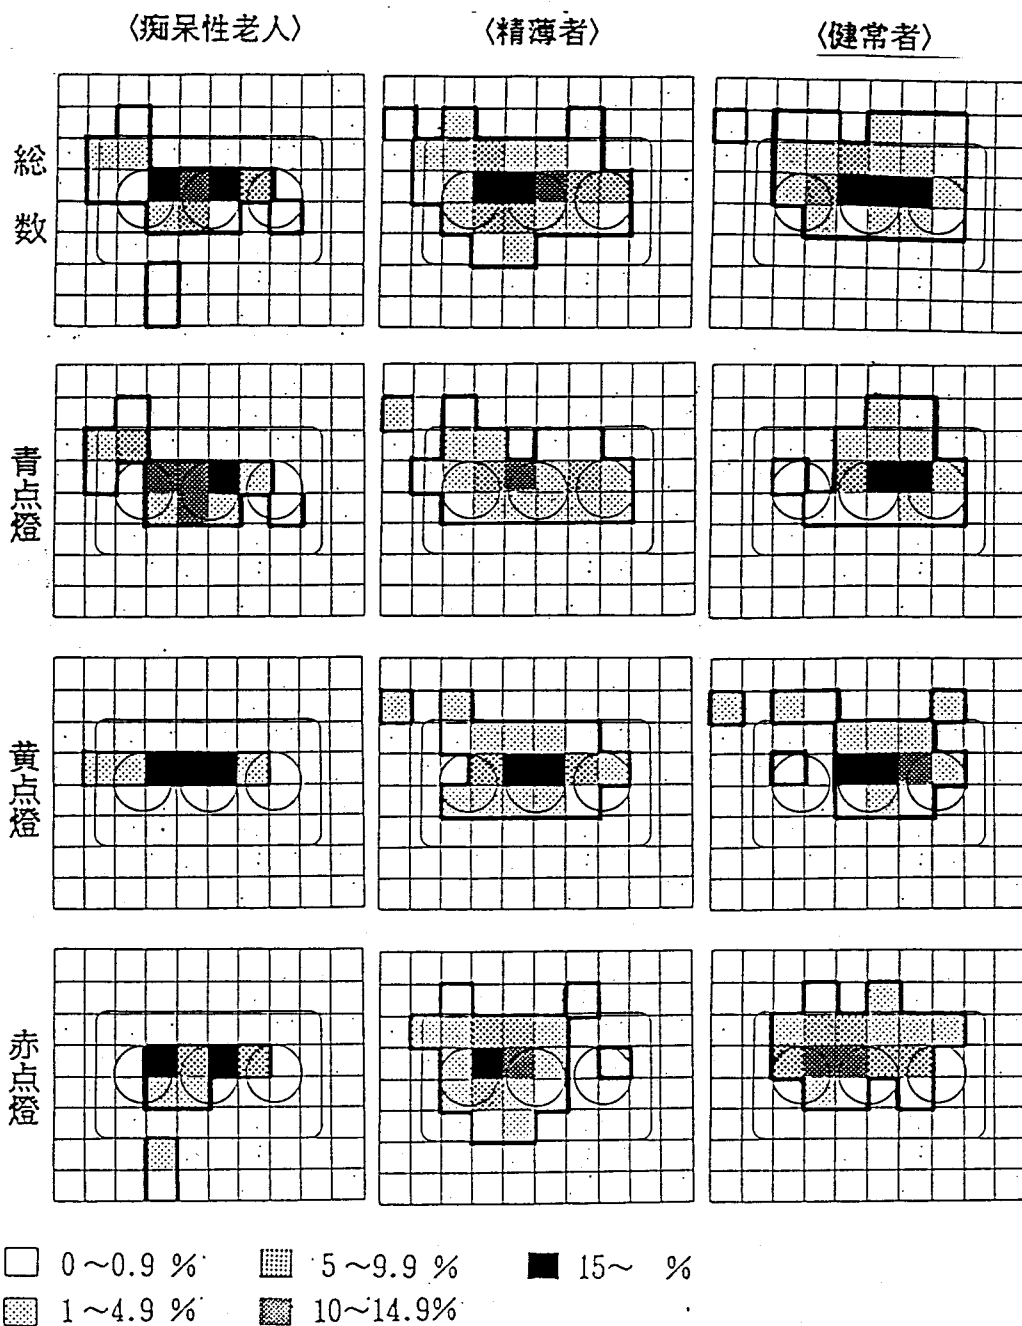 〈痴呆性老人〉 〈精薄者〉 〈健常者〉
総数
青点燈
黄点燈
赤点燈
0～0.9 % 5～9.9 % 15～ %
1～4.9 % 10～14.9%